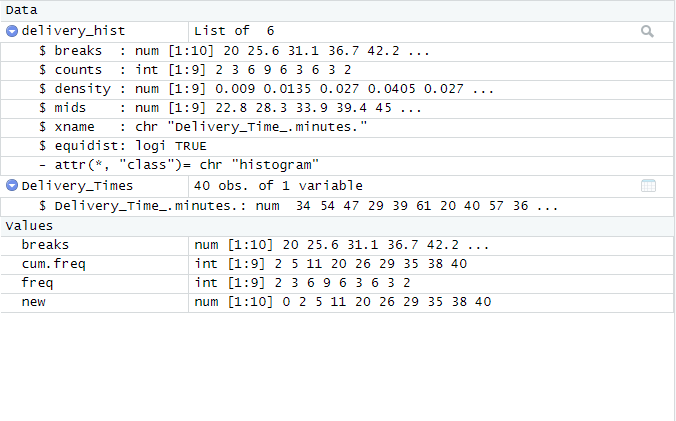 Data
delivery_hist List of 6
$ breaks : num [1:10] 20 25.6 31.1 36.7 42.2 ...
$ counts : int [1:9] 2 3 6 9 6 3 6 3 2
$ density : num [1:9] 0.009 0.0135 0.027 0.0405 0.027 ...
$ mids : num [1:9] 22.8 28.3 33.9 39.4 45 ...
$ xname : chr "Delivery_Time_.minutes."
$ equidist: logi TRUE
- attr(*, "class")= chr "histogram"
Delivery_Times 40 obs. of 1 variable
$ Delivery_Time_.minutes.: num 34 54 47 29 39 61 20 40 57 36 ...
Values
breaks num [1:10] 20 25.6 31.1 36.7 42.2 ...
cum.freq int [1:9] 2 5 11 20 26 29 35 38 40
freq int [1:9] 2 3 6 9 6 3 6 3 2
new num [1:10] 0 2 5 11 20 26 29 35 38 40